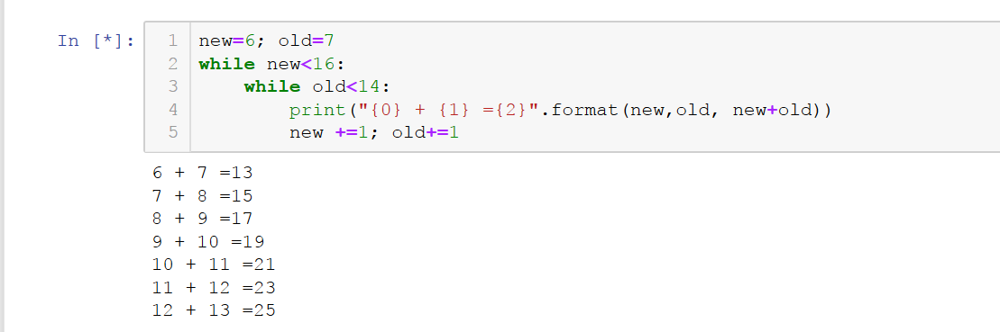 In [*]:
1 new=6; old=7
2 while new<16:
3     while old<14:
4         print("{0} + {1} ={2}".format(new,old, new+old))
5         new +=1; old+=1
6 + 7 =13
7 + 8 =15
8 + 9 =17
9 + 10 =19
10 + 11 =21
11 + 12 =23
12 + 13 =25